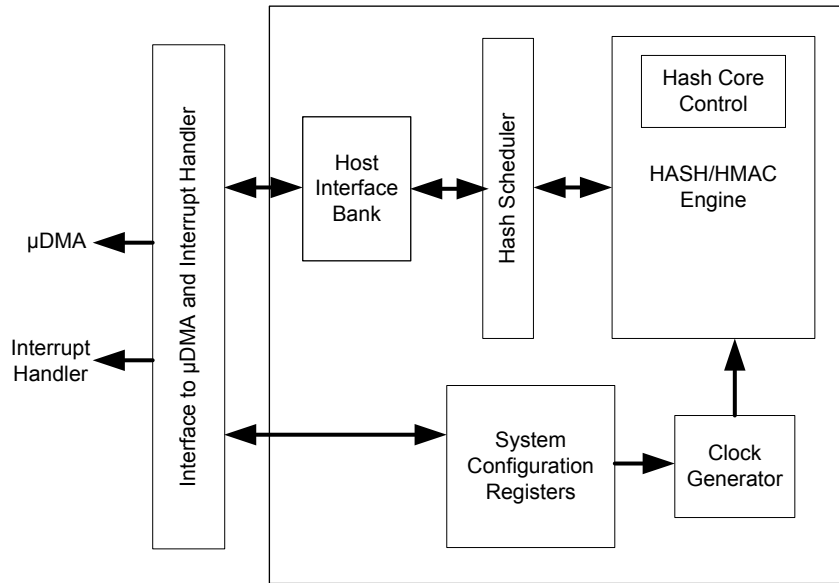 Interface to µDMA and Interrupt Handler
µDMA
Interrupt
Handler
Host
Interface
Bank
Hash Scheduler
Hash Core
Control
HASH/HMAC
Engine
System
Configuration
Registers
Clock
Generator